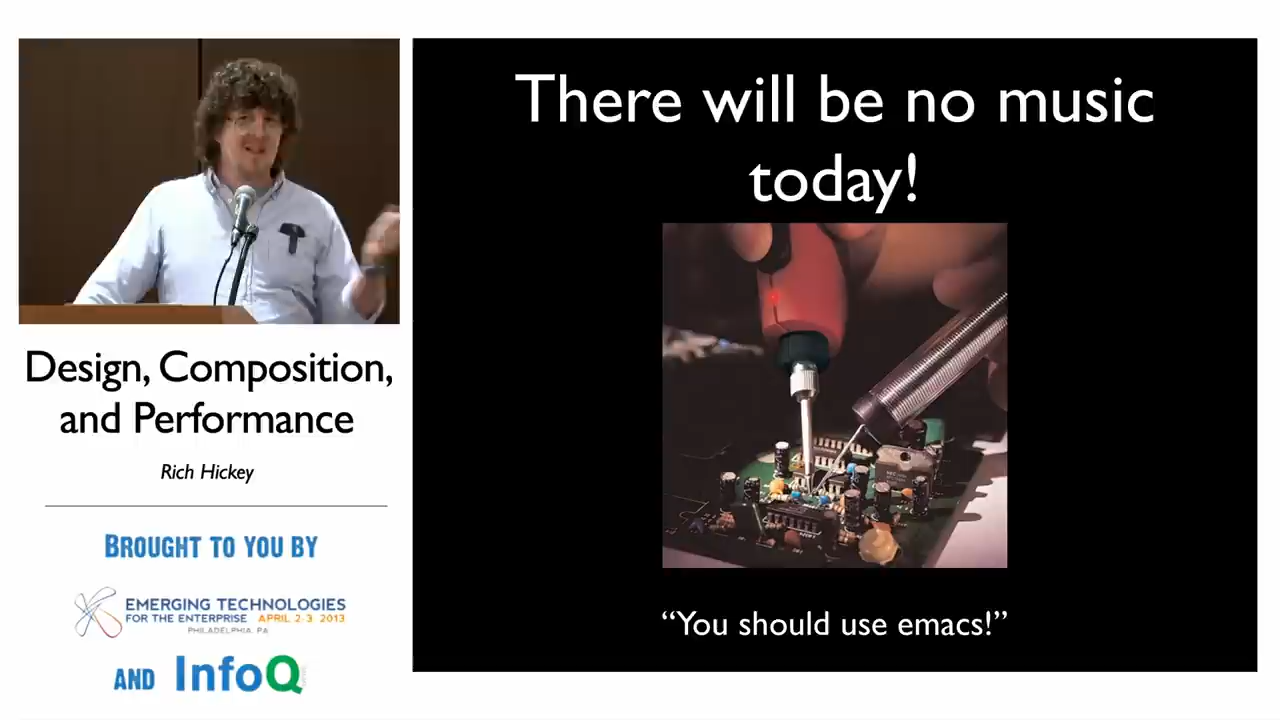 There will be no music
today!
Design, Composition,
and Performance
Rich Hickey
BROUGHT TO YOU BY
EMERGING TECHNOLOGIES
FOR THE ENTERPRISE APRIL 2-3 2013
PHILADELPHIA, PA
AND InfoQ
“You should use emacs!”